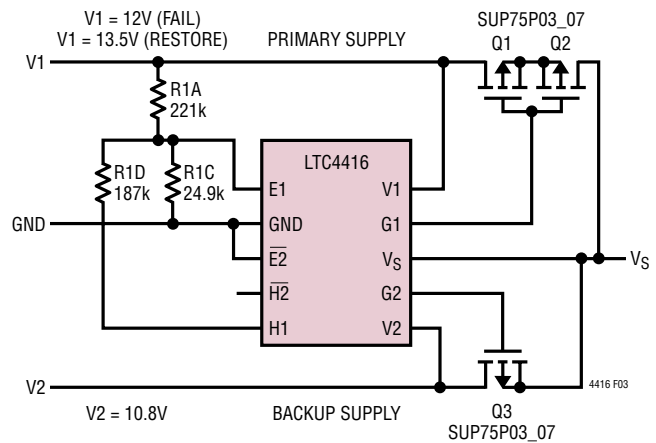 V1 = 12V (FAIL)
V1 = 13.5V (RESTORE)
PRIMARY SUPPLY
SUP75P03_07
Q1
Q2
V1
R1A
221k
R1D
187k
R1C
24.9k
GND
LTC4416
E1
GND
E2
H2
H1
V1
G1
VS
G2
V2
VS
V2
V2 = 10.8V
BACKUP SUPPLY
Q3
SUP75P03_07
4416 F03